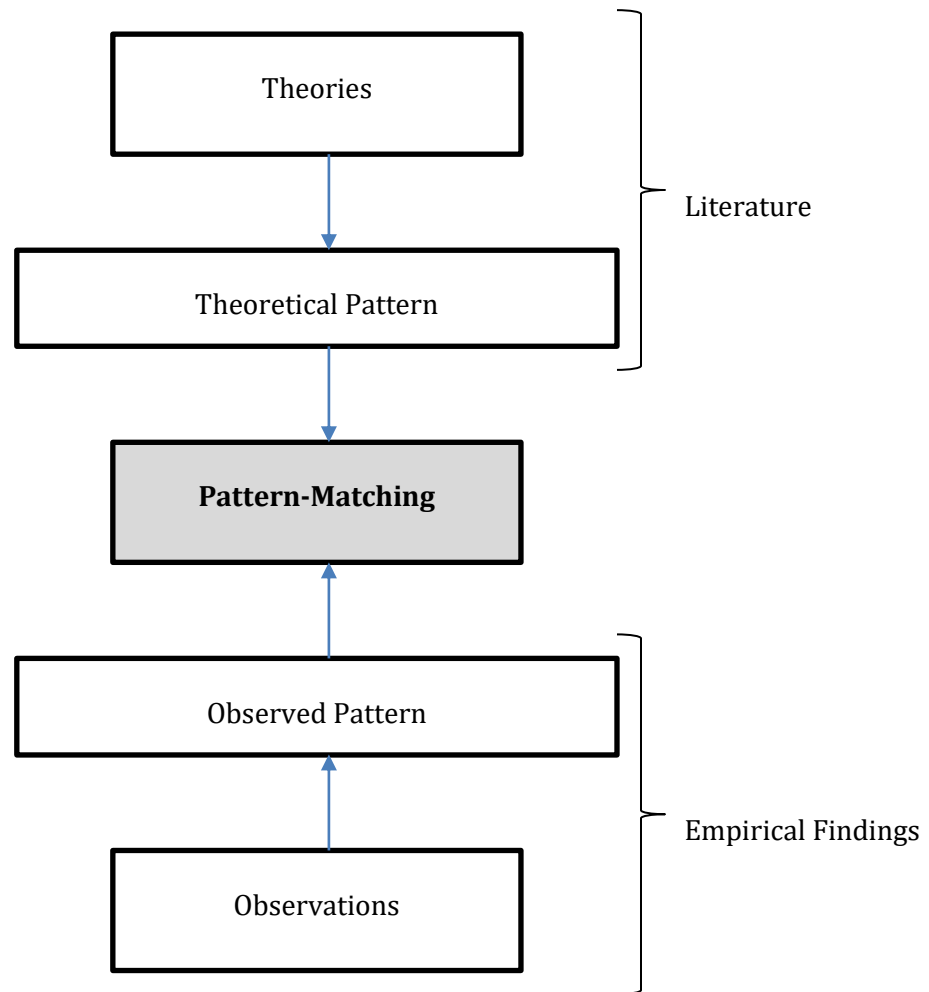 Theories
Literature
Theoretical Pattern
Pattern-Matching
Observed Pattern
Empirical Findings
Observations